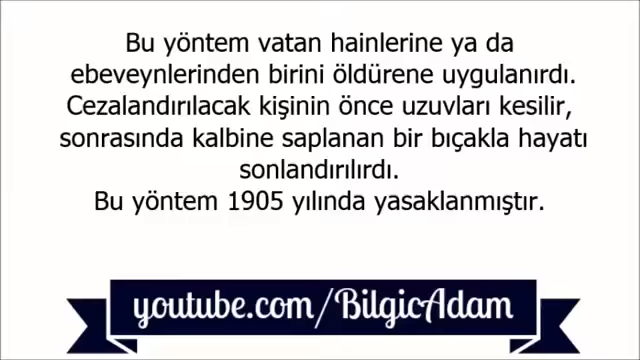 Bu yöntem vatan hainlerine ya da
ebeveynlerinden birini öldürene uygulanırdı.
Cezalandırılacak kişinin önce uzuvları kesilir,
sonrasında kalbine saplanan bir bıçakla hayatı
sonlandırılırdı.
Bu yöntem 1905 yılında yasaklanmıştır.
youtube.com/BilgicAdam